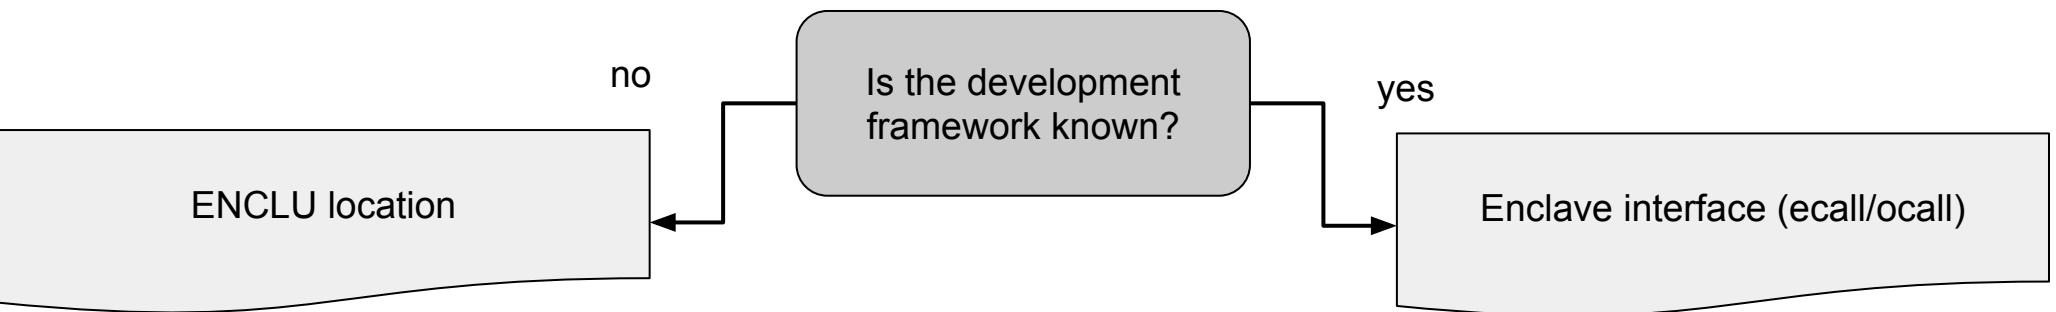 no
Is the development
framework known?
yes
ENCLU location
Enclave interface (ecall/ocall)